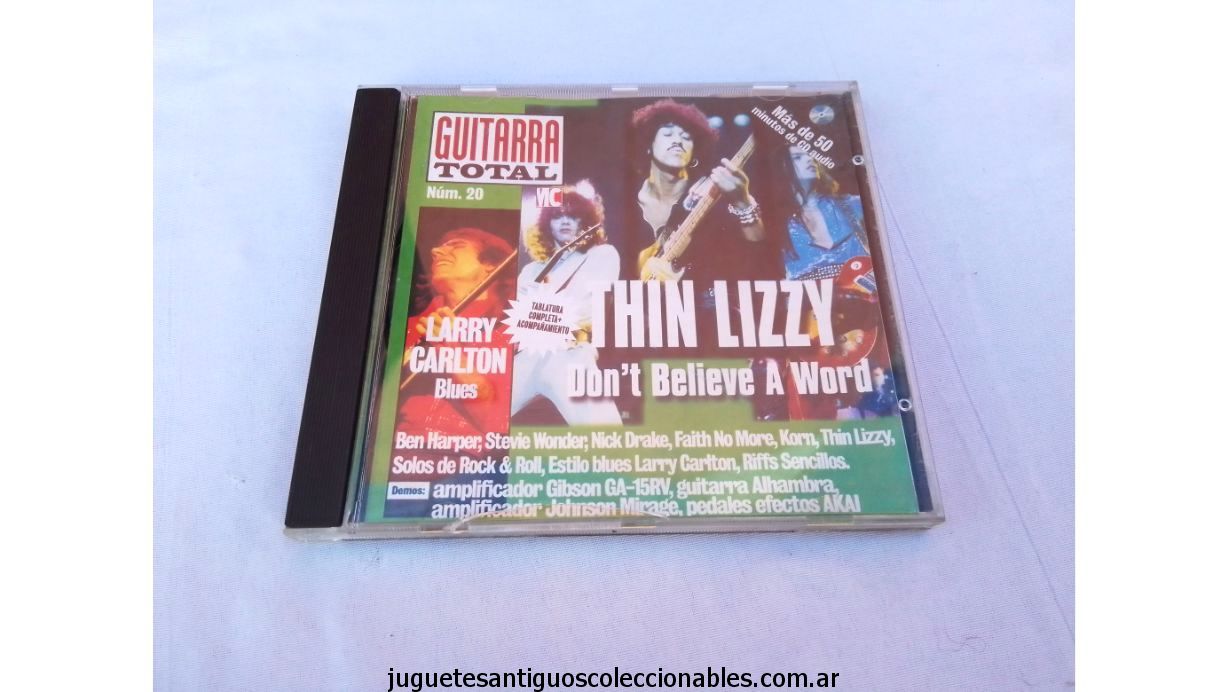 GUITARRA
TOTAL
Núm. 20
MC
Más de 50
minutos de CD audio
TABLATURA
COMPLETA+
ACOMPAÑAMIENTO
THIN LIZZY
Don't Believe A Word
LARRY
CARLTON
Blues
Ben Harper, Stevie Wonder, Nick Drake, Faith No More, Korn, Thin Lizzy,
Solos de Rock & Roll, Estilo blues Larry Carlton, Riffs Sencillos.
Demos: amplificador Gibson GA-15RV, guitarra Alhambra,
amplificador Johnson Mirage, pedales efectos AKAI
juguetesantiguoscoleccionables.com.ar